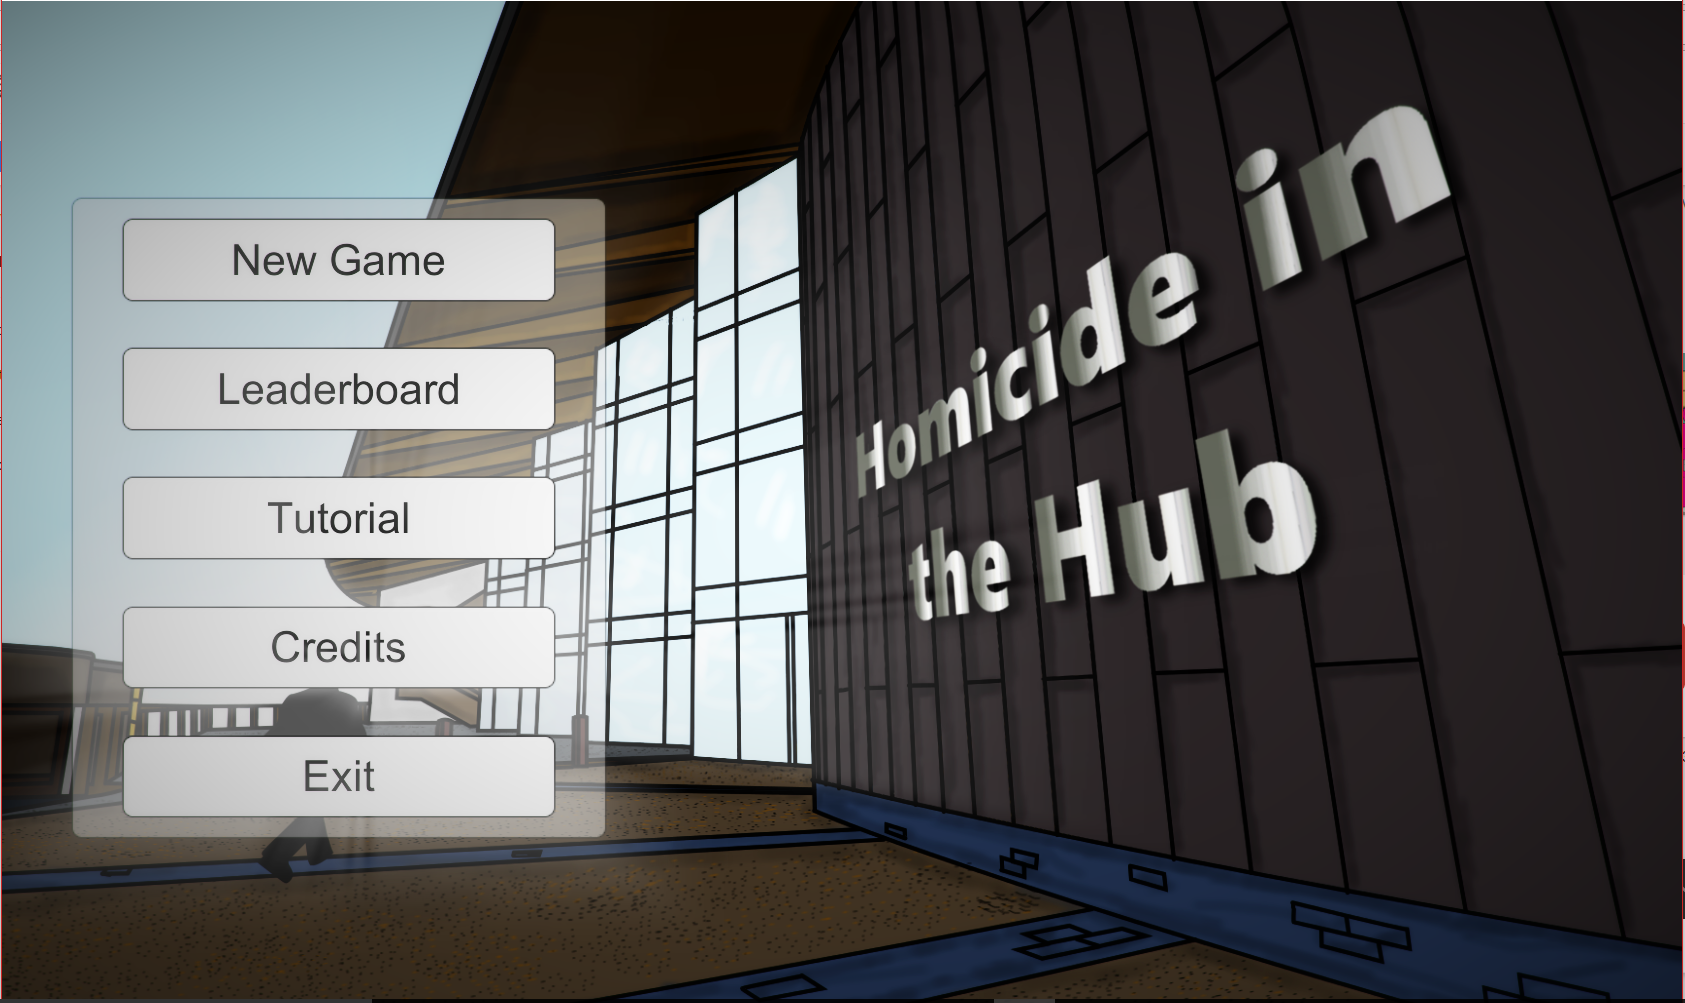 New Game
Leaderboard
Tutorial
Credits
Exit
Homicide in
the Hub